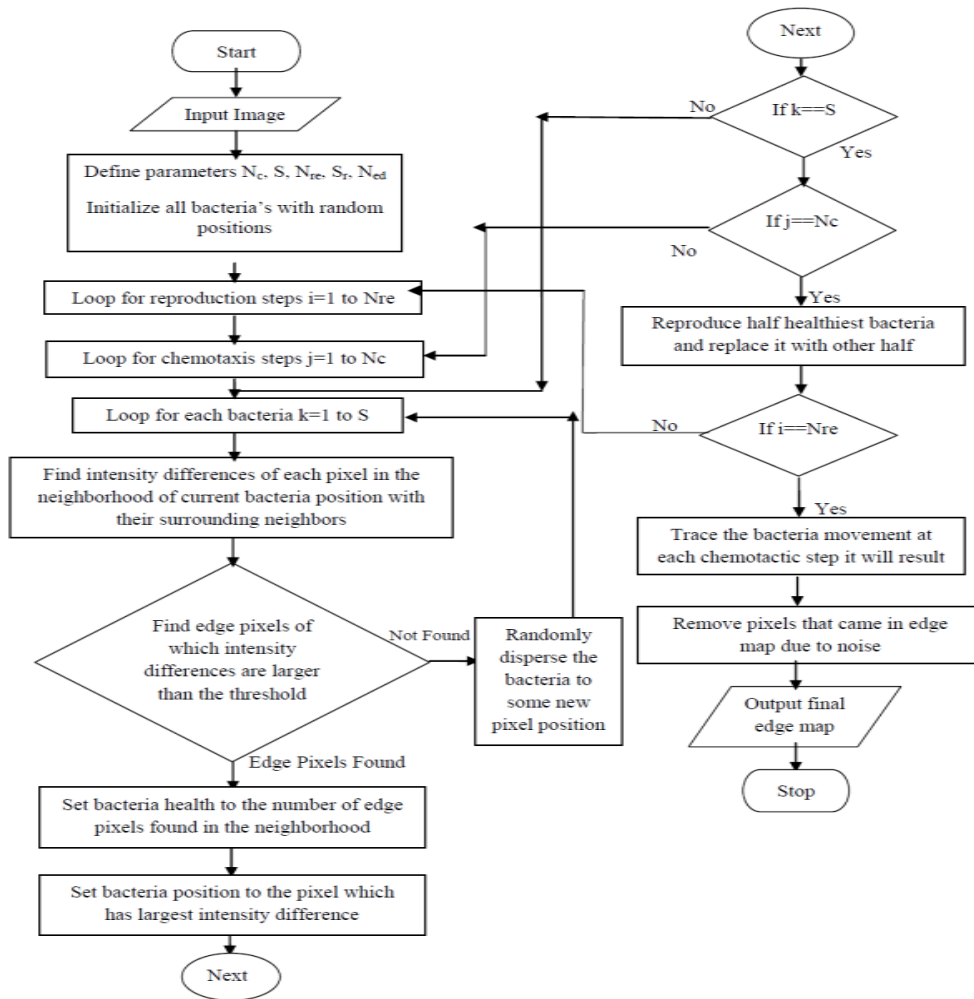 Start
Input Image
Define parameters Nc, S, Nre, Sr, Ned
Initialize all bacteria's with random
positions
Loop for reproduction steps i=1 to Nre
Loop for chemotaxis steps j=1 to Nc
Loop for each bacteria k=1 to S
Find intensity differences of each pixel in the
neighborhood of current bacteria position with
their surrounding neighbors
Find edge pixels of
which intensity
differences are larger
than the threshold
Not Found
Randomly
disperse the
bacteria to
some new
pixel position
Edge Pixels Found
Set bacteria health to the number of edge
pixels found in the neighborhood
Set bacteria position to the pixel which
has largest intensity difference
Next
Next
If k==S
No
Yes
If j==Nc
No
Yes
Reproduce half healthiest bacteria
and replace it with other half
If i==Nre
No
Yes
Trace the bacteria movement at
each chemotactic step it will result
Remove pixels that came in edge
map due to noise
Output final
edge map
Stop